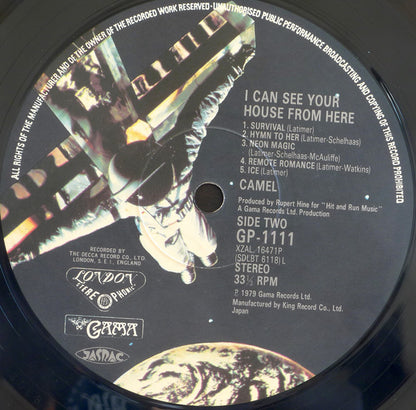 ALL RIGHTS OF THE MANUFACTURER AND OF THE OWNER OF THE RECORDED WORK RESERVED · UNAUTHORISED PUBLIC PERFORMANCE BROADCASTING AND COPYING OF THIS RECORD PROHIBITED
I CAN SEE YOUR
HOUSE FROM HERE
1. SURVIVAL (Latimer)
2. HYMN TO HER (Latimer-Schelhaas)
3. NEON MAGIC
(Latimer-Schelhaas-McAuliffe)
4. REMOTE ROMANCE (Latimer-Watkins)
5. ICE (Latimer)
CAMEL
Produced by Rupert Hine for "Hit and Run Music"
A Gama Records Ltd. Production
SIDE TWO
GP-1111
XZAL. 16471P
(SDLBT 6118) L
STEREO
33⅓ RPM
℗ 1979 Gama Records Ltd.
Manufactured by King Record Co., Ltd.
Japan
RECORDED BY
THE DECCA RECORD CO. LTD.
LONDON, S. E. I., ENGLAND
LONDON
STEREOPHONIC
GAMA
JASRAC